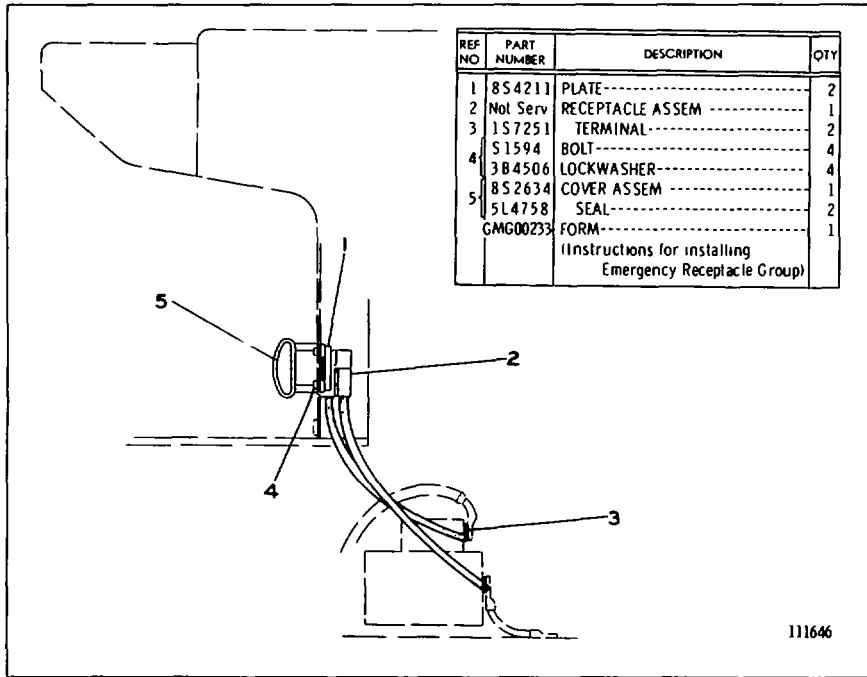 REF NO PART NUMBER DESCRIPTION QTY
1 8S4211 PLATE 2
2 Not Serv RECEPTACLE ASSEM 1
3 1S7251 TERMINAL 2
4 S1594 BOLT 4
3B4506 LOCKWASHER 4
5 8S2634 COVER ASSEM 1
5L4758 SEAL 2
GMG00233 FORM 1
(Instructions for installing
Emergency Receptacle Group)
1
5
2
4
3
111646